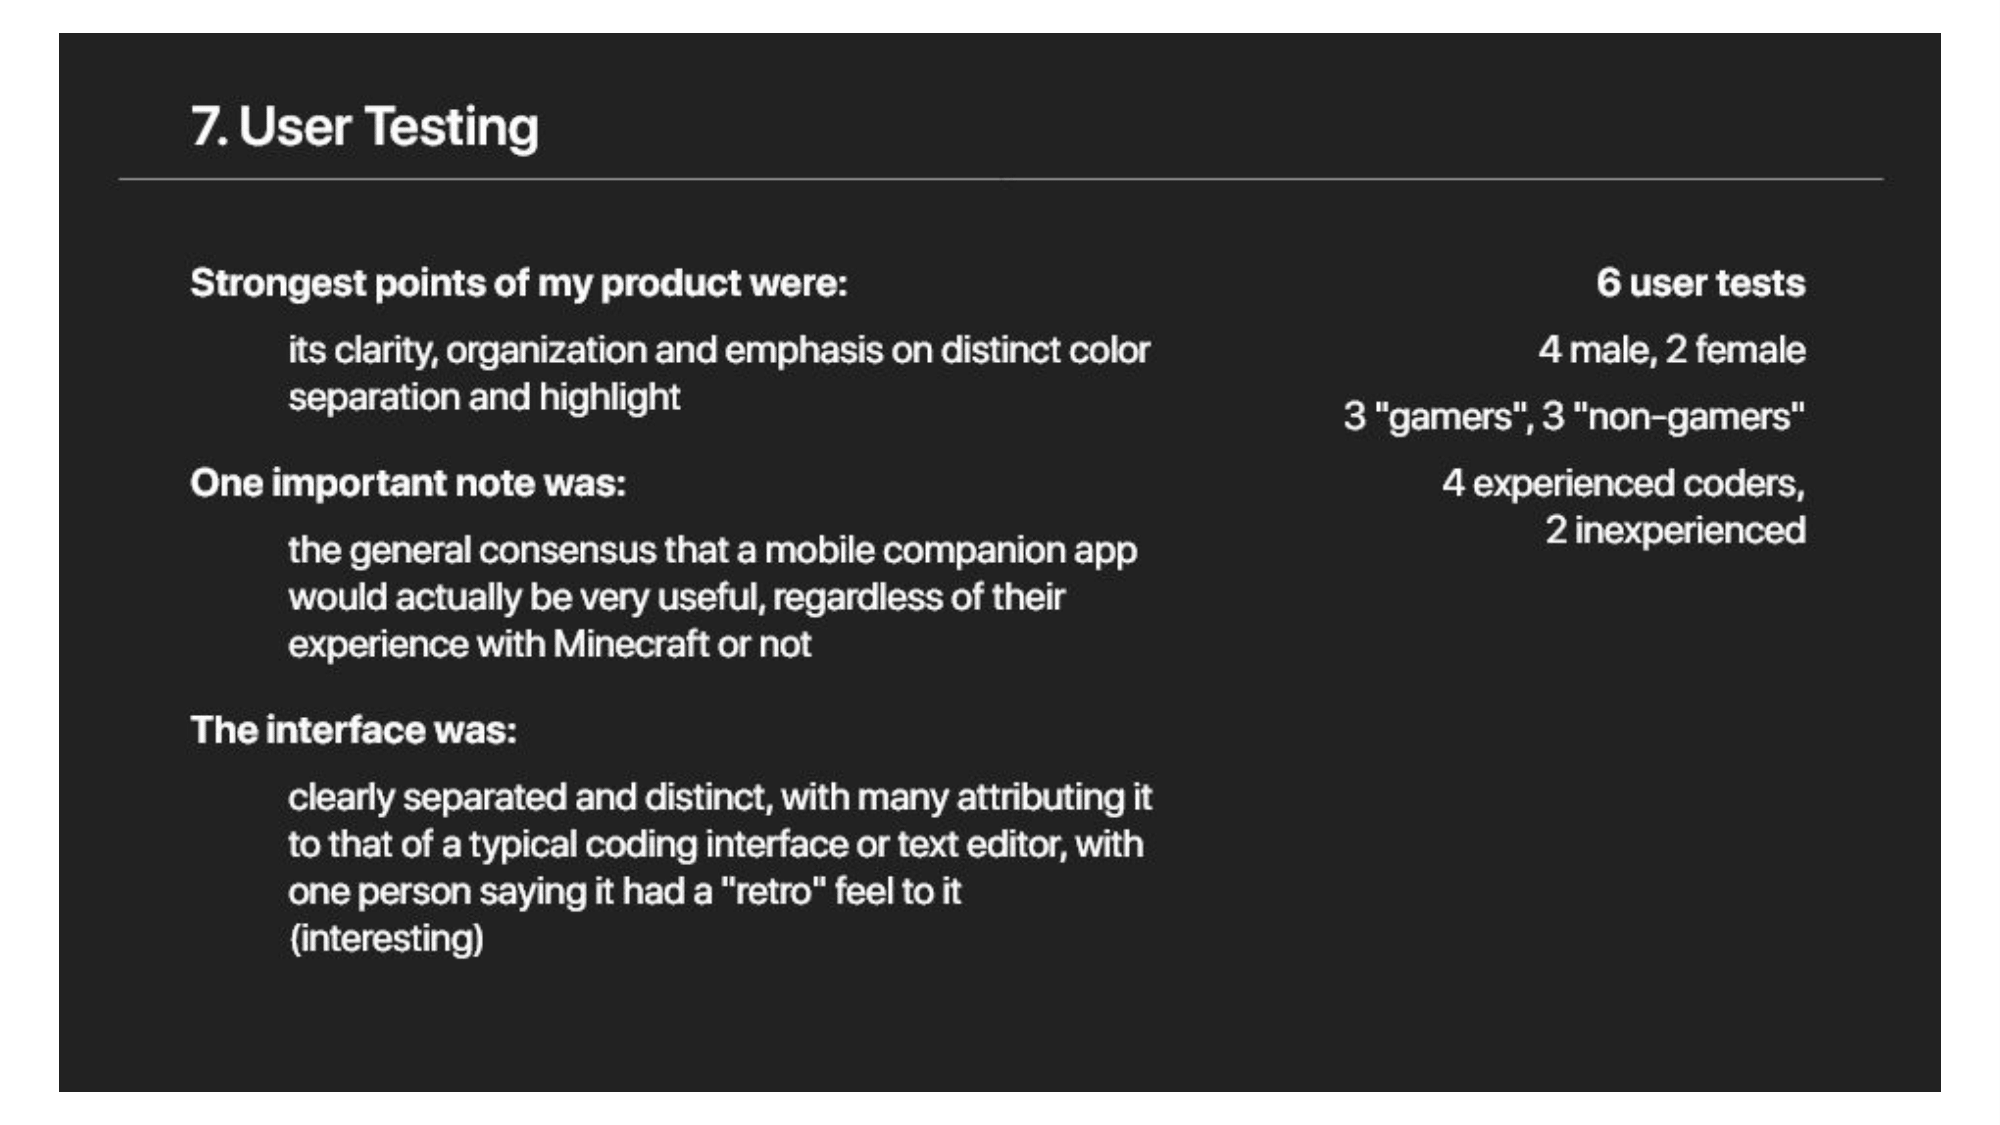 7. User Testing
Strongest points of my product were:
its clarity, organization and emphasis on distinct color
separation and highlight
One important note was:
the general consensus that a mobile companion app
would actually be very useful, regardless of their
experience with Minecraft or not
The interface was:
clearly separated and distinct, with many attributing it
to that of a typical coding interface or text editor, with
one person saying it had a "retro" feel to it
(interesting)
6 user tests
4 male, 2 female
3 "gamers", 3 "non-gamers"
4 experienced coders,
2 inexperienced